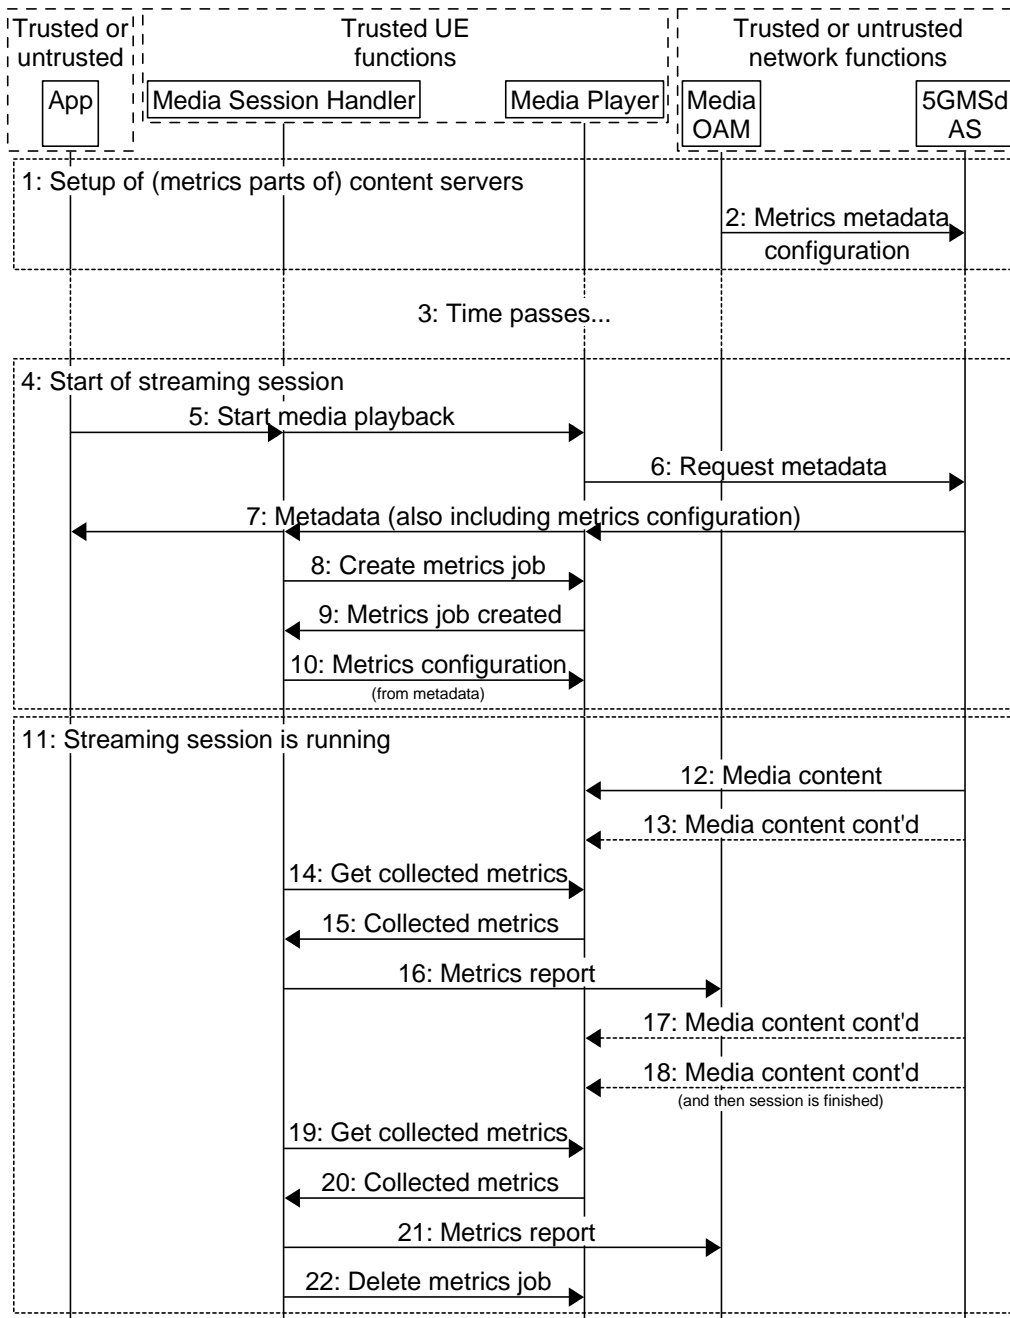 Trusted or
untrusted
Trusted UE
functions
Trusted or untrusted
network functions
App
Media Session Handler
Media Player
Media
OAM
5GMSd
AS
1: Setup of (metrics parts of) content servers
2: Metrics metadata
configuration
3: Time passes...
4: Start of streaming session
5: Start media playback
6: Request metadata
7: Metadata (also including metrics configuration)
8: Create metrics job
9: Metrics job created
10: Metrics configuration
(from metadata)
11: Streaming session is running
12: Media content
13: Media content cont'd
14: Get collected metrics
15: Collected metrics
16: Metrics report
17: Media content cont'd
18: Media content cont'd
(and then session is finished)
19: Get collected metrics
20: Collected metrics
21: Metrics report
22: Delete metrics job